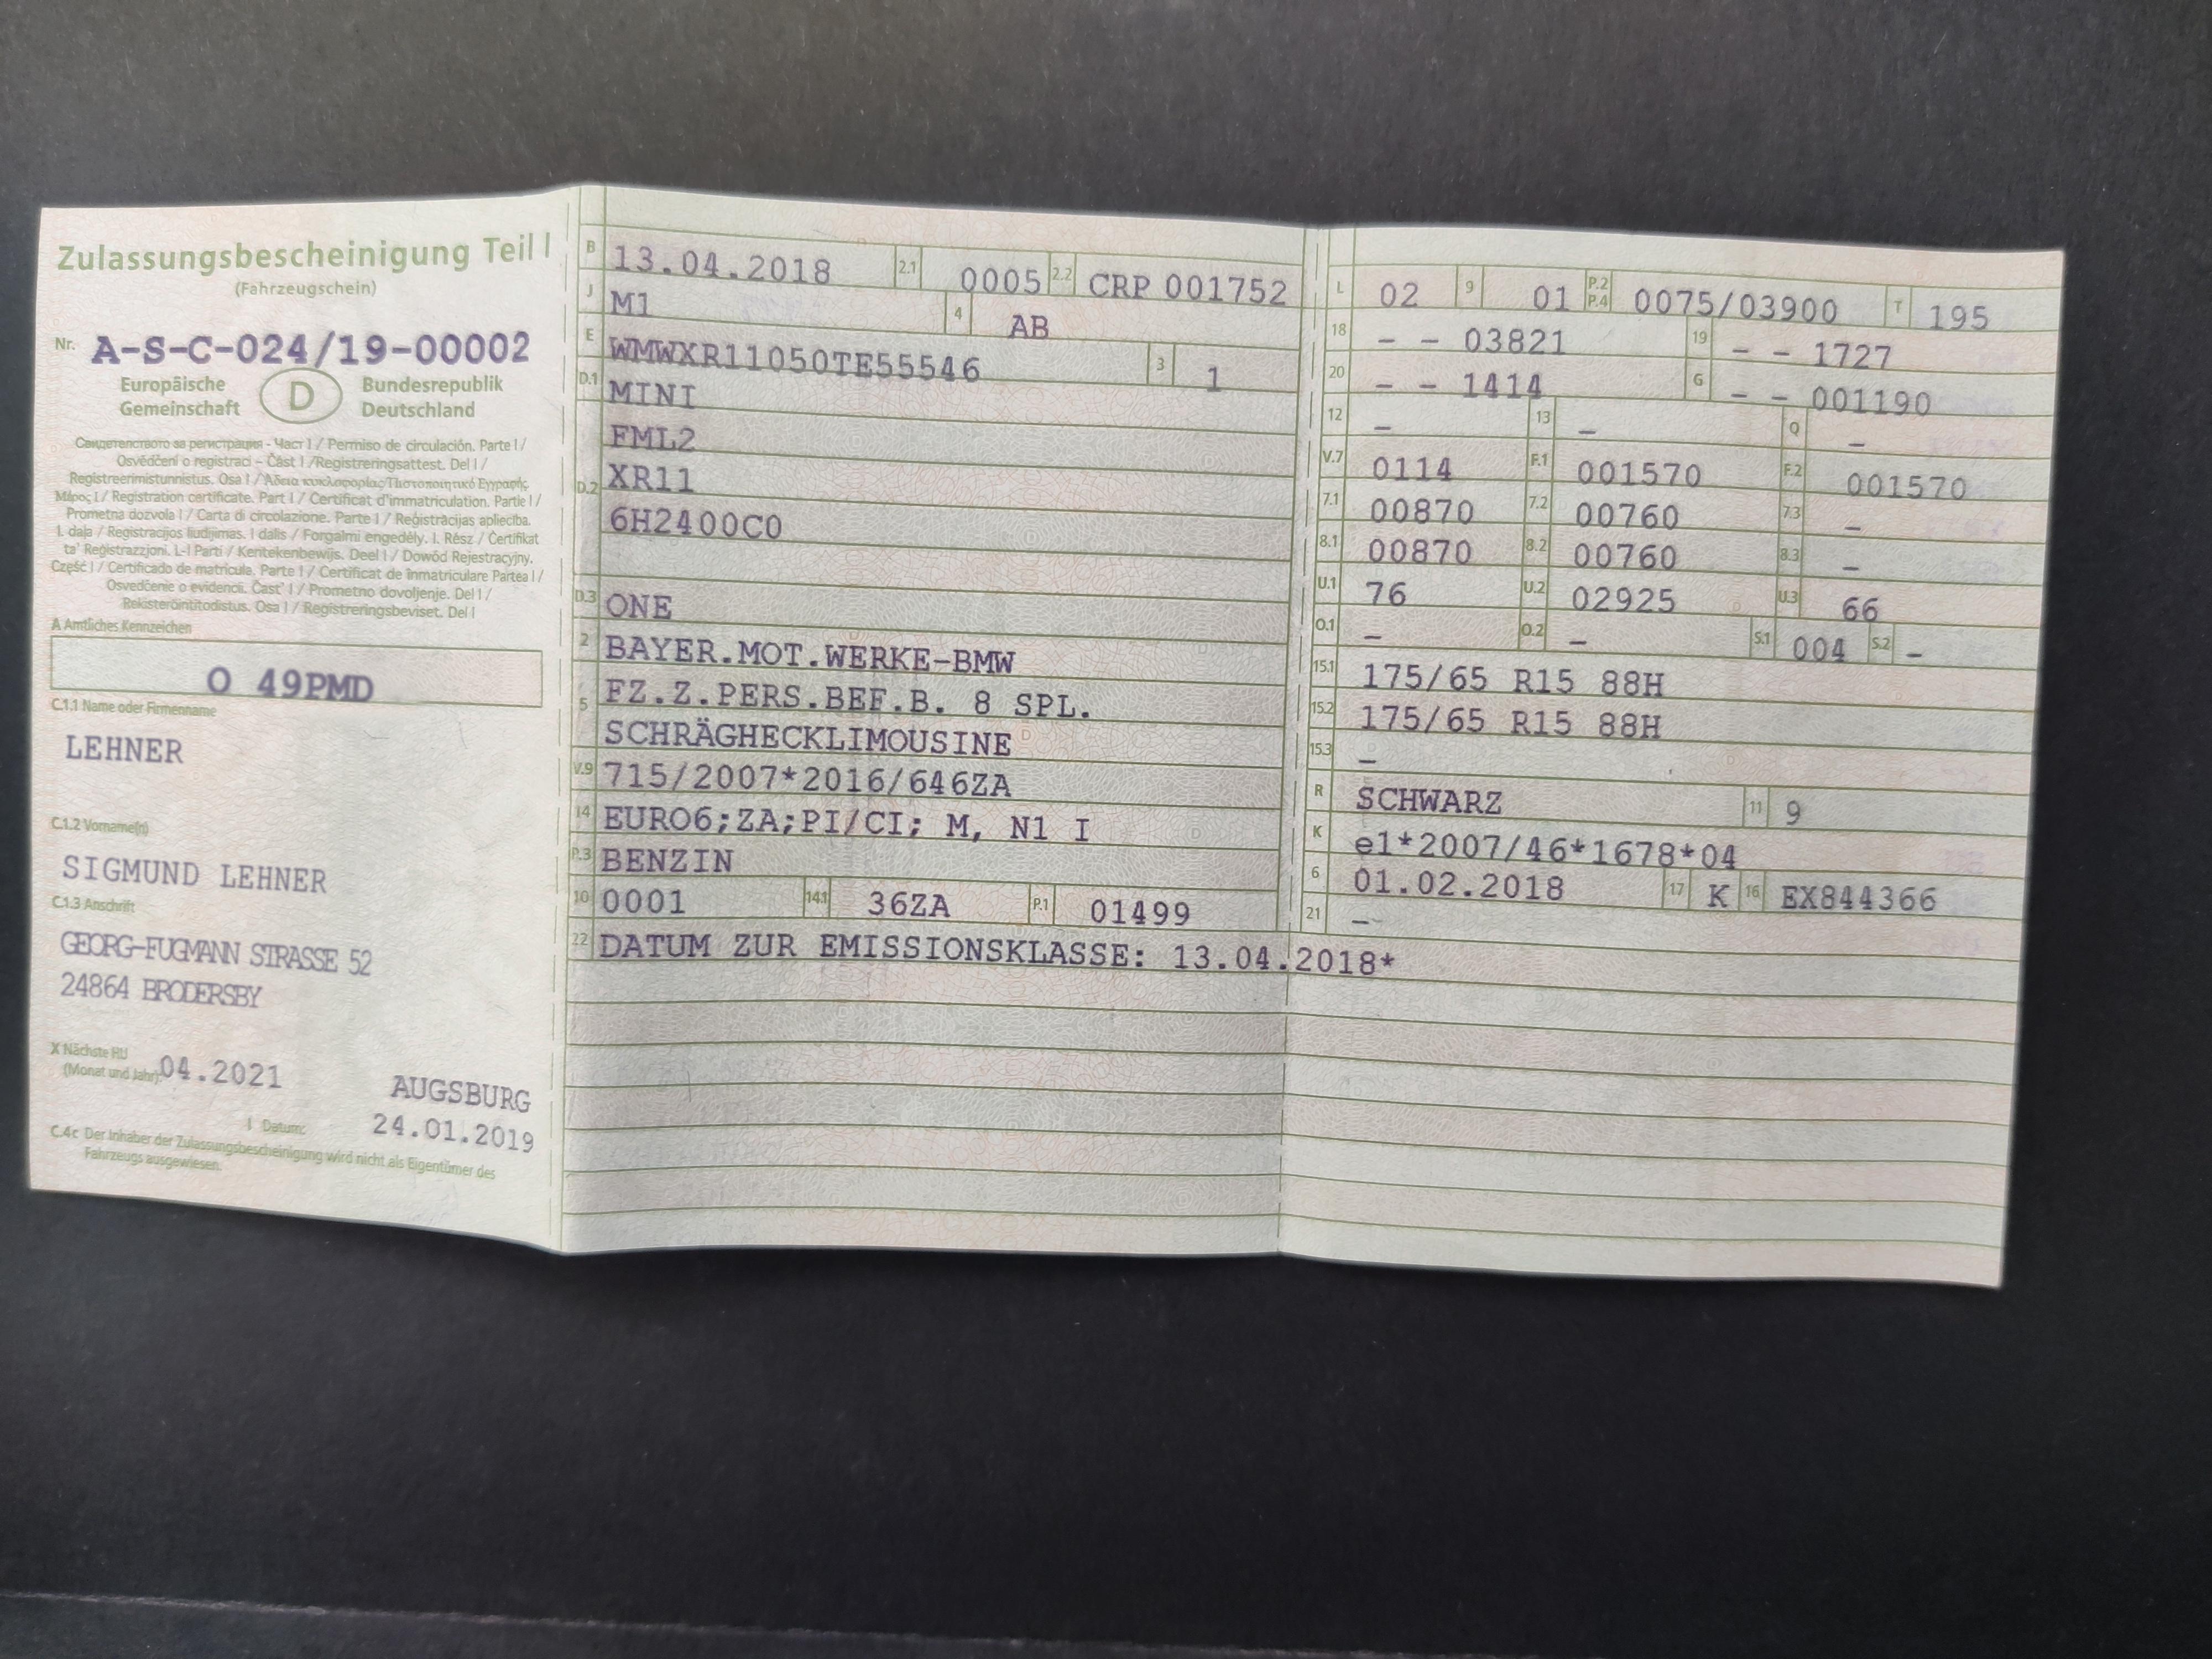 Zulassungsbescheinigung Teil I
(Fahrzeugschein)
Nr. A-S-C-024/19-00002
Europäische Gemeinschaft D Bundesrepublik Deutschland
Свидетелството за регистрация - Част I / Permiso de circulación. Parte I /
Osvědčení o registraci – Část I /Registreringsattest. Del I /
Registreerimistunnistus. Osa I / Άδεια κυκλοφορίας/Πιστοποιητικό Εγγραφής
Μέρος I / Registration certificate. Part I / Certificat d'immatriculation. Partie I /
Prometna dozvola I / Carta di circolazione. Parte I / Reģistrācijas apliecība.
I. daļa / Registracijos liudijimas. I dalis / Forgalmi engedély. I. Rész / Ċertifikat
ta' Reġistrazzjoni. L-I Parti / Kentekenbewijs. Deel I / Dowód Rejestracyjny.
Część I / Certificado de matrícula. Parte I / Certificat de înmatriculare Partea I /
Osvedčenie o evidencii. Časť I / Prometno dovoljenje. Del I /
Rekisteröintitodistus. Osa I / Registreringsbeviset. Del I
A Amtliches Kennzeichen
O 49PMD
C.1.1 Name oder Firmenname
LEHNER
C.1.2 Vorname(n)
SIGMUND LEHNER
C.1.3 Anschrift
GEORG-FUGMANN STRASSE 52
24864 BRODERSBY
X Nächste HU
(Monat und Jahr): 04.2021
AUGSBURG
I Datum: 24.01.2019
C.4c Der Inhaber der Zulassungsbescheinigung wird nicht als Eigentümer des
Fahrzeugs ausgewiesen.
B 13.04.2018 2.1 0005 2.2 CRP 001752
J M1 4 AB
E WMWXR11050TE55546 3 1
D.1 MINI
FML2
D.2 XR11
6H2400C0
D.3 ONE
2 BAYER.MOT.WERKE-BMW
5 FZ.Z.PERS.BEF.B. 8 SPL.
SCHRÄGHECKLIMOUSINE
V.9 715/2007*2016/646ZA
14 EURO6;ZA;PI/CI; M, N1 I
P.3 BENZIN
10 0001 14.1 36ZA P.1 01499
22 DATUM ZUR EMISSIONSKLASSE: 13.04.2018*
L 02 9 01 P.2 P.4 0075/03900 T 195
18 - - 03821 19 - - 1727
20 - - 1414 G - - 001190
12 - 13 - Q -
V.7 0114 F.1 001570 F.2 001570
7.1 00870 7.2 00760 7.3 -
8.1 00870 8.2 00760 8.3 -
U.1 76 U.2 02925 U.3 66
O.1 - O.2 - S.1 004 S.2 -
15.1 175/65 R15 88H
15.2 175/65 R15 88H
15.3 -
R SCHWARZ 11 9
K e1*2007/46*1678*04
6 01.02.2018 17 K 16 EX844366
21 -